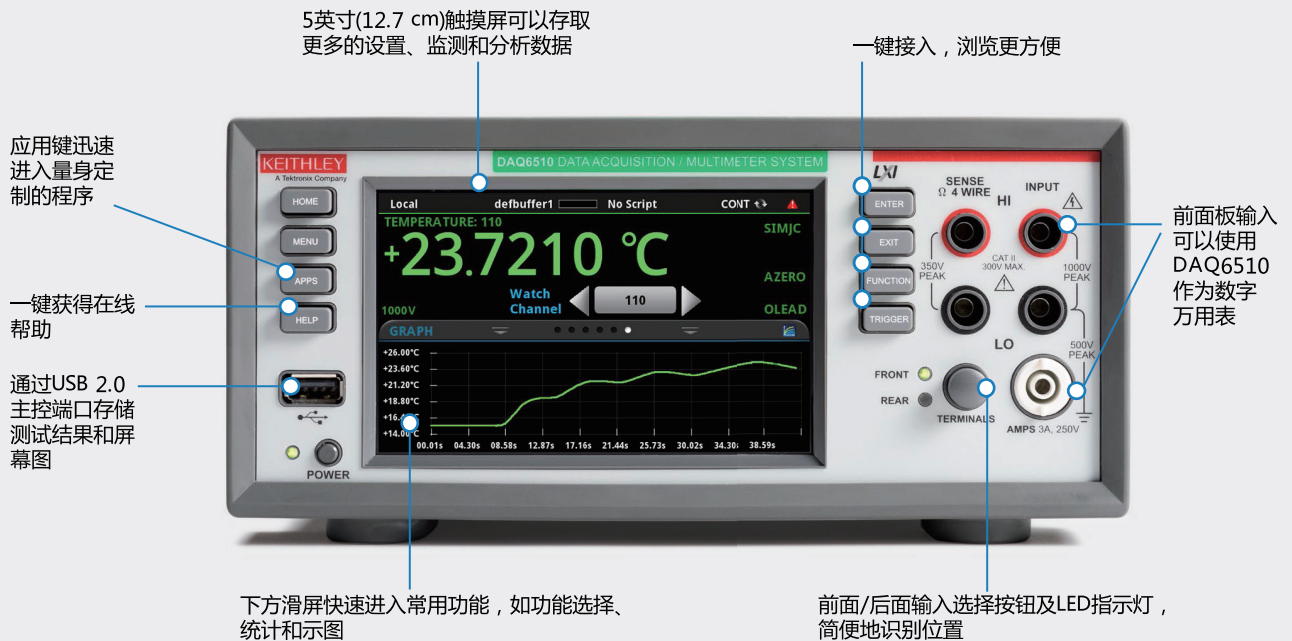 5英寸(12.7 cm)触摸屏可以存取
更多的设置、监测和分析数据
一键接入，浏览更方便
应用键迅速
进入量身定
制的程序
一键获得在线
帮助
通过USB 2.0
主控端口存储
测试结果和屏
幕图
KEITHLEY
A Tektronix Company
DAQ6510 DATA ACQUISITION / MULTIMETER SYSTEM
LXI
HOME
MENU
APPS
HELP
POWER
Local defbuffer1 No Script CONT
TEMPERATURE: 110
+23.7210 °C
SIMJC
AZERO
OLEAD
1000V
Watch
Channel
110
GRAPH
+26.00°C
+23.60°C
+21.20°C
+18.80°C
+14.00°C
00.01s 04.30s 08.58s 12.87s 17.16s 21.44s 25.73s 30.02s 34.30s 38.59s
ENTER
EXIT
FUNCTION
TRIGGER
SENSE
Ω 4 WIRE
INPUT
HI
350V
PEAK
CAT II
300V MAX.
1000V
PEAK
LO
500V
PEAK
FRONT
REAR
TERMINALS
AMPS 3A, 250V
前面板输入
可以使用
DAQ6510
作为数字
万用表
下方滑屏快速进入常用功能，如功能选择、
统计和示图
前面/后面输入选择按钮及LED指示灯，
简便地识别位置